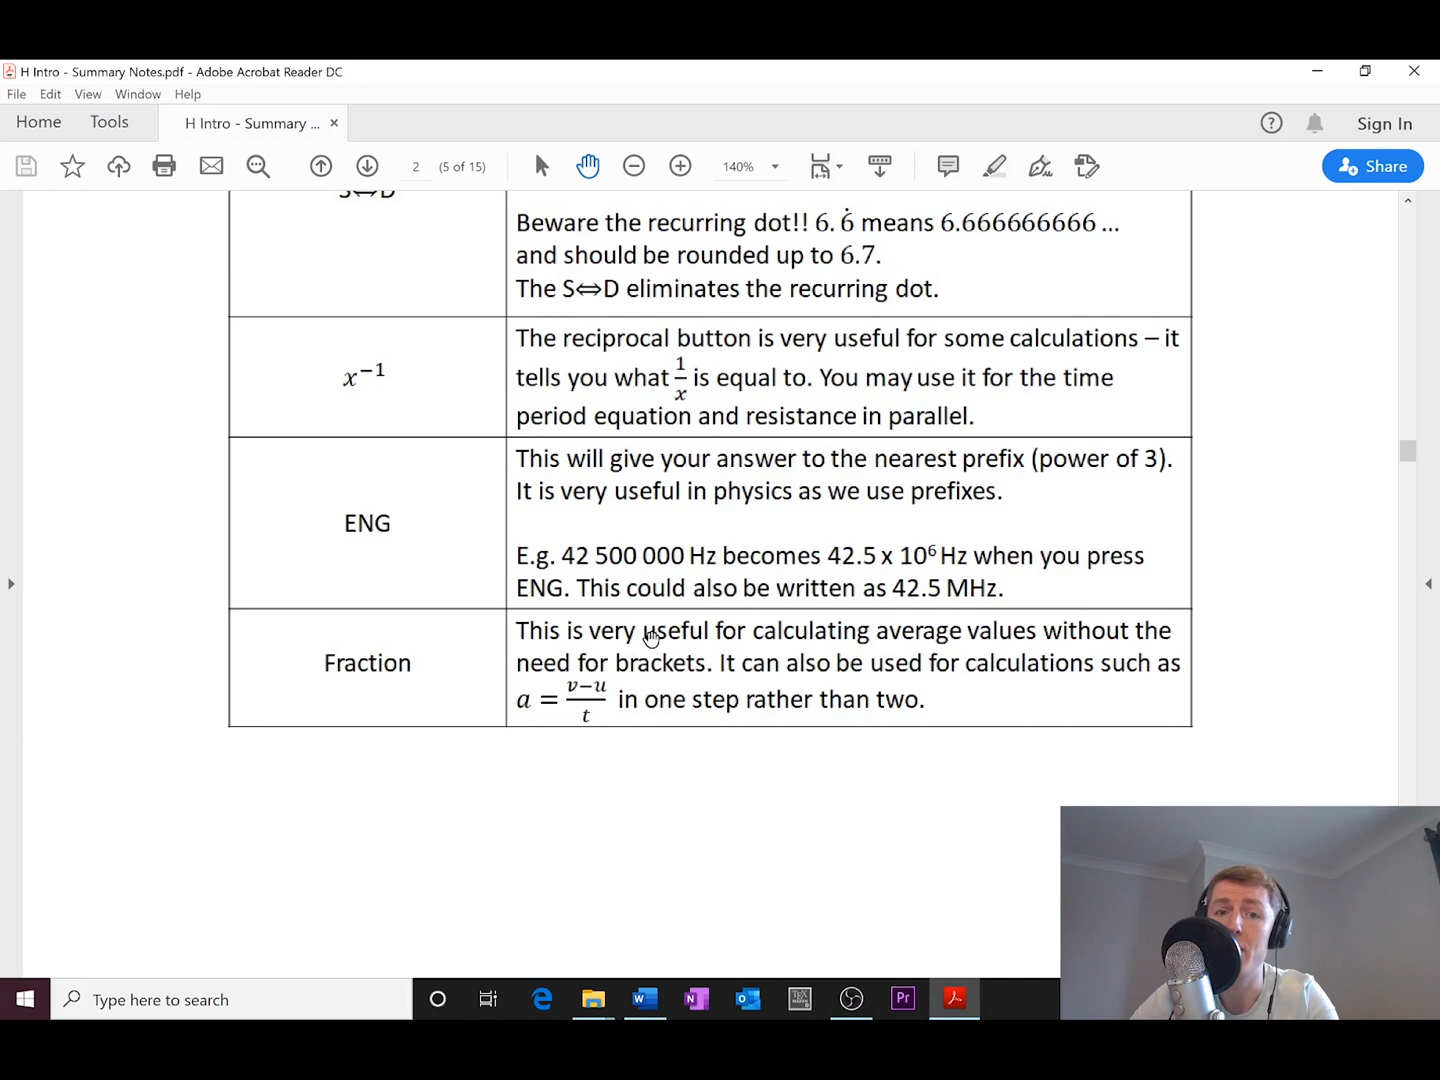 H Intro - Summary Notes.pdf - Adobe Acrobat Reader DC
File Edit View Window Help
Home Tools H Intro - Summary ... × Sign In
2 (5 of 15) 140% Share
S⇔D
Beware the recurring dot!! 6.6̇ means 6.666666666 ...
and should be rounded up to 6.7.
The S⇔D eliminates the recurring dot.
x⁻¹
The reciprocal button is very useful for some calculations – it
tells you what 1/x is equal to. You may use it for the time
period equation and resistance in parallel.
ENG
This will give your answer to the nearest prefix (power of 3).
It is very useful in physics as we use prefixes.
E.g. 42 500 000 Hz becomes 42.5 x 10⁶ Hz when you press
ENG. This could also be written as 42.5 MHz.
Fraction
This is very useful for calculating average values without the
need for brackets. It can also be used for calculations such as
a = (v−u)/t in one step rather than two.
Type here to search